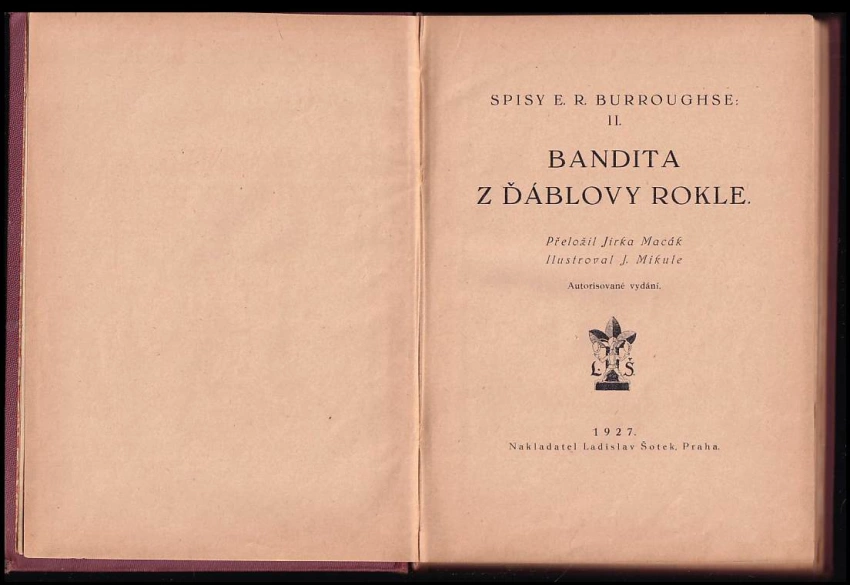 SPISY E. R. BURROUGHSE:
II.
BANDITA
Z ĎÁBLOVY ROKLE.
Přeložil Jirka Macák
Ilustroval J. Mikule
Autorisované vydání.
L Š
1927.
Nakladatel Ladislav Šotek, Praha.